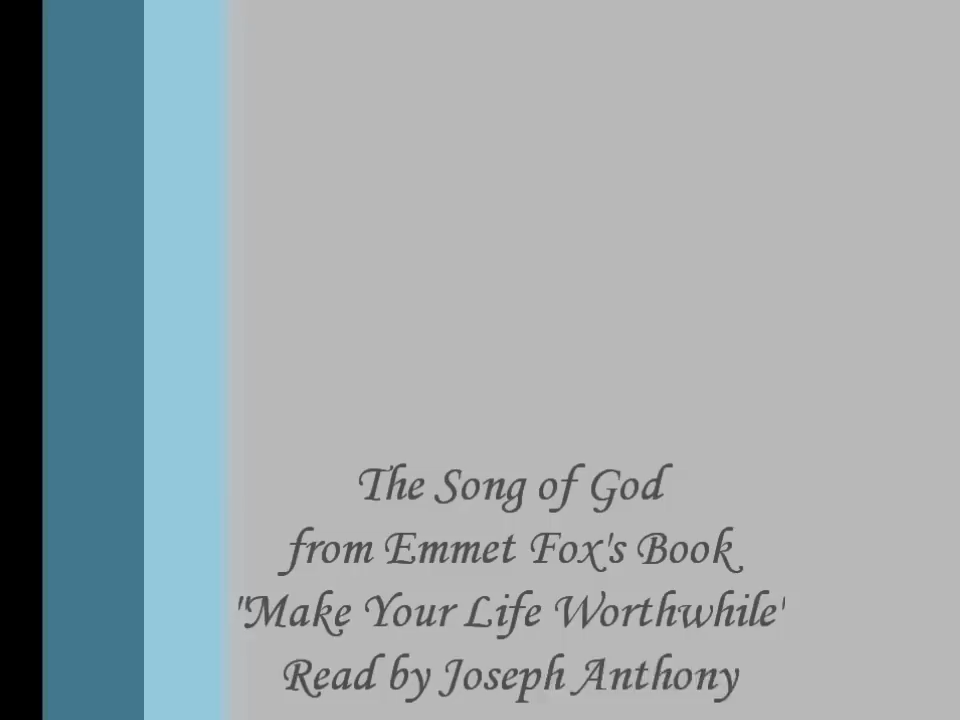 The Song of God
from Emmet Fox's Book
"Make Your Life Worthwhile'
Read by Joseph Anthony